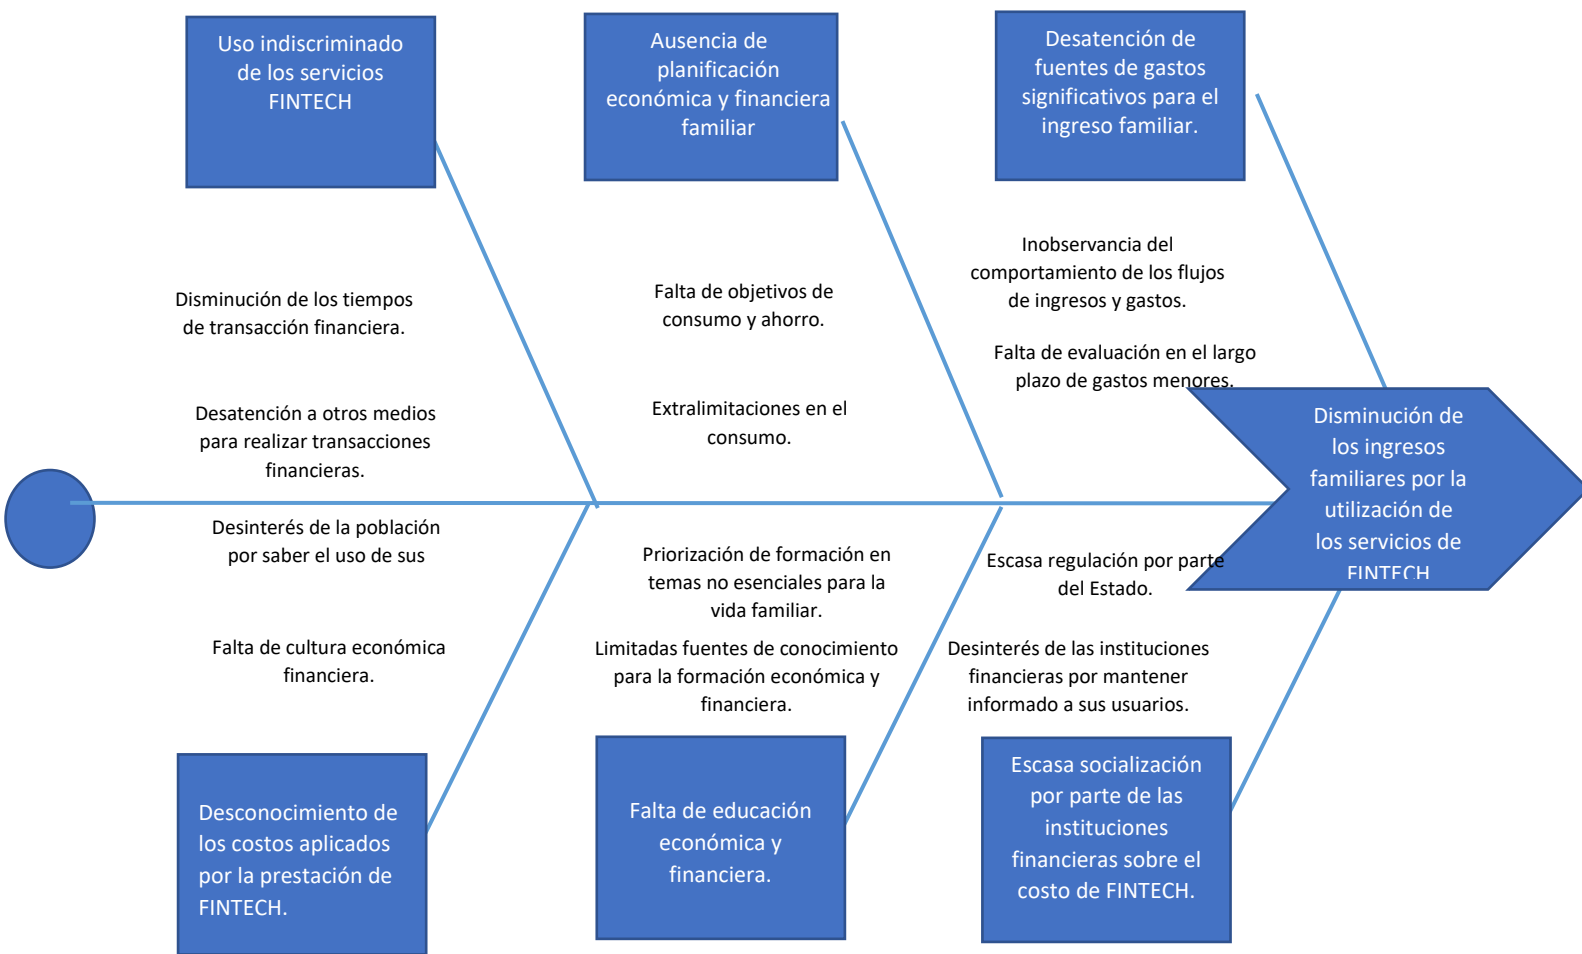 Uso indiscriminado
de los servicios
FINTECH
Ausencia de
planificación
económica y financiera
familiar
Desatención de
fuentes de gastos
significativos para el
ingreso familiar.
Disminución de los tiempos
de transacción financiera.
Desatención a otros medios
para realizar transacciones
financieras.
Falta de objetivos de
consumo y ahorro.
Extralimitaciones en el
consumo.
Inobservancia del
comportamiento de los flujos
de ingresos y gastos.
Falta de evaluación en el largo
plazo de gastos menores.
Disminución de
los ingresos
familiares por la
utilización de
los servicios de
FINTECH
Desinterés de la población
por saber el uso de sus
Falta de cultura económica
financiera.
Priorización de formación en
temas no esenciales para la
vida familiar.
Limitadas fuentes de conocimiento
para la formación económica y
financiera.
Escasa regulación por parte
del Estado.
Desinterés de las instituciones
financieras por mantener
informado a sus usuarios.
Desconocimiento de
los costos aplicados
por la prestación de
FINTECH.
Falta de educación
económica y
financiera.
Escasa socialización
por parte de las
instituciones
financieras sobre el
costo de FINTECH.